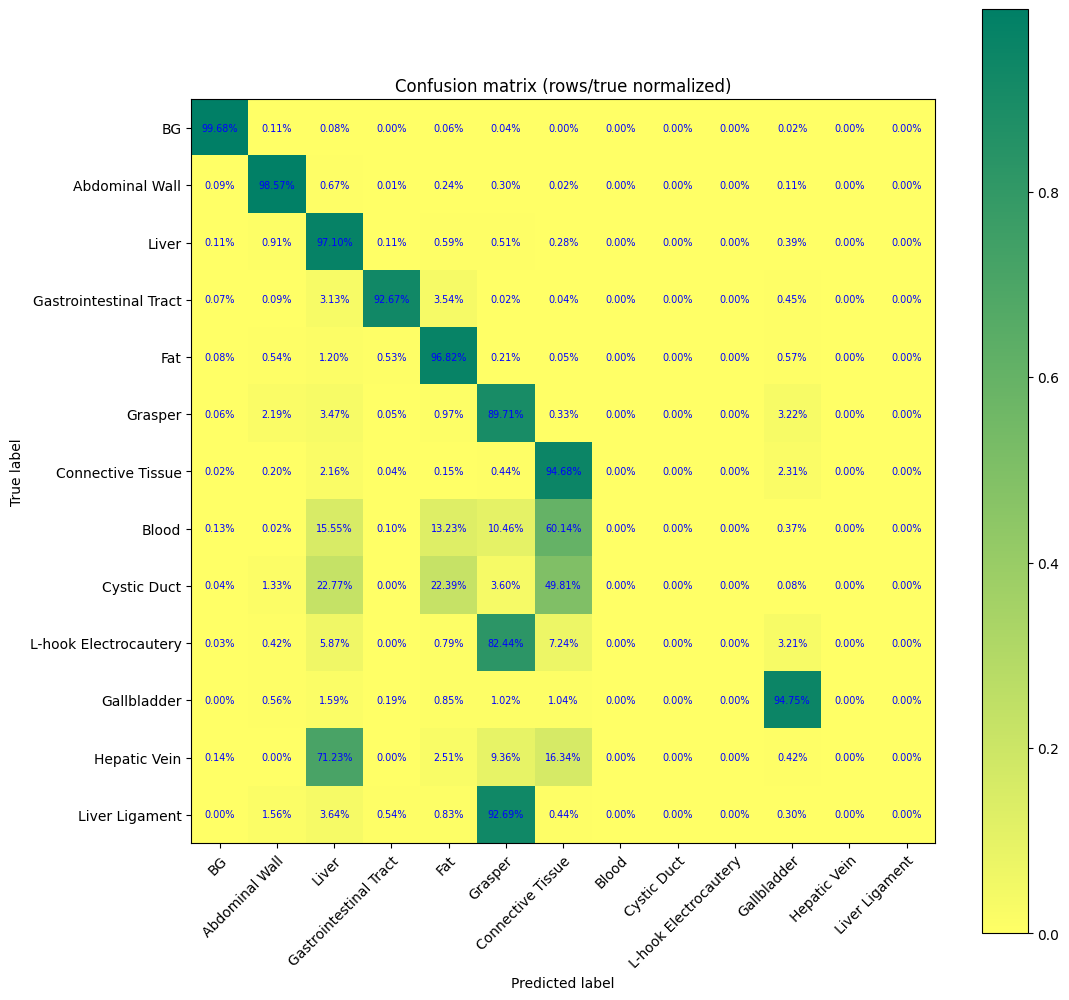 Confusion matrix (rows/true normalized)
True label
BG 99.68% 0.11% 0.08% 0.00% 0.06% 0.04% 0.00% 0.00% 0.00% 0.00% 0.02% 0.00% 0.00%
Abdominal Wall 0.09% 98.57% 0.67% 0.01% 0.24% 0.30% 0.02% 0.00% 0.00% 0.00% 0.11% 0.00% 0.00%
Liver 0.11% 0.91% 97.10% 0.11% 0.59% 0.51% 0.28% 0.00% 0.00% 0.00% 0.39% 0.00% 0.00%
Gastrointestinal Tract 0.07% 0.09% 3.13% 92.67% 3.54% 0.02% 0.04% 0.00% 0.00% 0.00% 0.45% 0.00% 0.00%
Fat 0.08% 0.54% 1.20% 0.53% 96.82% 0.21% 0.05% 0.00% 0.00% 0.00% 0.57% 0.00% 0.00%
Grasper 0.06% 2.19% 3.47% 0.05% 0.97% 89.71% 0.33% 0.00% 0.00% 0.00% 3.22% 0.00% 0.00%
Connective Tissue 0.02% 0.20% 2.16% 0.04% 0.15% 0.44% 94.68% 0.00% 0.00% 0.00% 2.31% 0.00% 0.00%
Blood 0.13% 0.02% 15.55% 0.10% 13.23% 10.46% 60.14% 0.00% 0.00% 0.00% 0.37% 0.00% 0.00%
Cystic Duct 0.04% 1.33% 22.77% 0.00% 22.39% 3.60% 49.81% 0.00% 0.00% 0.00% 0.08% 0.00% 0.00%
L-hook Electrocautery 0.03% 0.42% 5.87% 0.00% 0.79% 82.44% 7.24% 0.00% 0.00% 0.00% 3.21% 0.00% 0.00%
Gallbladder 0.00% 0.56% 1.59% 0.19% 0.85% 1.02% 1.04% 0.00% 0.00% 0.00% 94.75% 0.00% 0.00%
Hepatic Vein 0.14% 0.00% 71.23% 0.00% 2.51% 9.36% 16.34% 0.00% 0.00% 0.00% 0.42% 0.00% 0.00%
Liver Ligament 0.00% 1.56% 3.64% 0.54% 0.83% 92.69% 0.44% 0.00% 0.00% 0.00% 0.30% 0.00% 0.00%
BG
Abdominal Wall
Liver
Gastrointestinal Tract
Fat
Grasper
Connective Tissue
Blood
Cystic Duct
L-hook Electrocautery
Gallbladder
Hepatic Vein
Liver Ligament
Predicted label
0.8
0.6
0.4
0.2
0.0